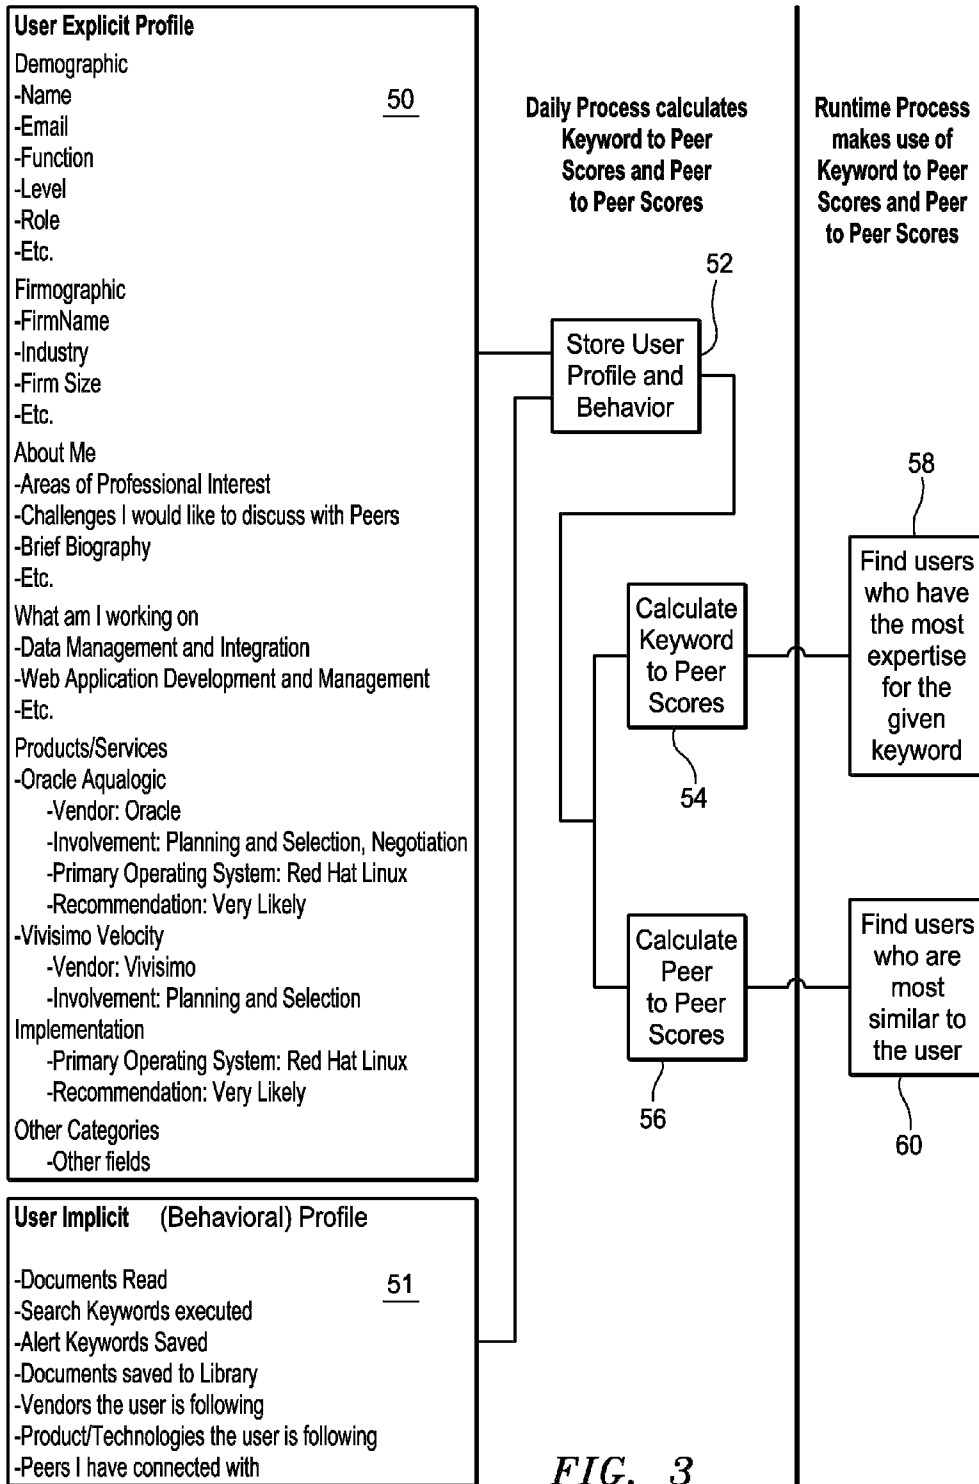 User Explicit Profile
Demographic
-Name
-Email
-Function
-Level
-Role
-Etc.
50
Firmographic
-FirmName
-Industry
-Firm Size
-Etc.
About Me
-Areas of Professional Interest
-Challenges I would like to discuss with Peers
-Brief Biography
-Etc.
What am I working on
-Data Management and Integration
-Web Application Development and Management
-Etc.
Products/Services
-Oracle Aqualogic
-Vendor: Oracle
-Involvement: Planning and Selection, Negotiation
-Primary Operating System: Red Hat Linux
-Recommendation: Very Likely
-Vivisimo Velocity
-Vendor: Vivisimo
-Involvement: Planning and Selection
Implementation
-Primary Operating System: Red Hat Linux
-Recommendation: Very Likely
Other Categories
-Other fields
User Implicit (Behavioral) Profile
-Documents Read
51
-Search Keywords executed
-Alert Keywords Saved
-Documents saved to Library
-Vendors the user is following
-Product/Technologies the user is following
-Peers I have connected with
Daily Process calculates
Keyword to Peer
Scores and Peer
to Peer Scores
52
Store User
Profile and
Behavior
Calculate
Keyword
to Peer
Scores
54
Calculate
Peer
to Peer
Scores
56
Runtime Process
makes use of
Keyword to Peer
Scores and Peer
to Peer Scores
58
Find users
who have
the most
expertise
for the
given
keyword
Find users
who are
most
similar to
the user
60
FIG. 3